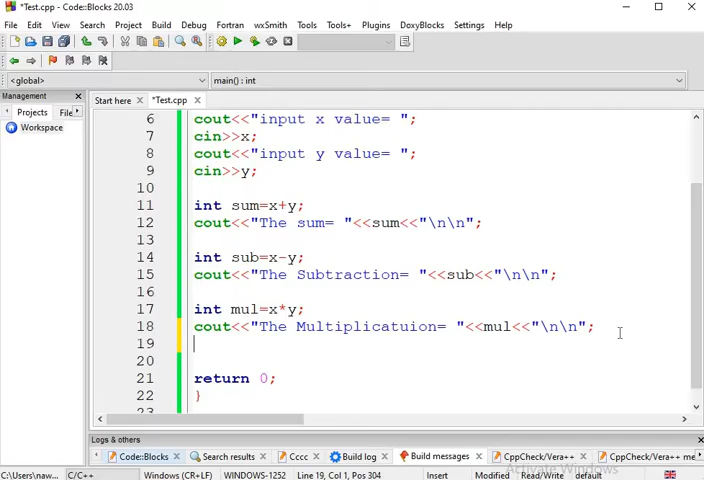 *Test.cpp - Code::Blocks 20.03
File Edit View Search Project Build Debug Fortran wxSmith Tools Tools+ Plugins DoxyBlocks Settings Help
<global> main() : int
Management
Projects File
Workspace
Start here *Test.cpp
6 cout<<"input x value= ";
7 cin>>x;
8 cout<<"input y value= ";
9 cin>>y;
10
11 int sum=x+y;
12 cout<<"The sum= "<<sum<<"\n\n";
13
14 int sub=x-y;
15 cout<<"The Subtraction= "<<sub<<"\n\n";
16
17 int mul=x*y;
18 cout<<"The Multiplicatuion= "<<mul<<"\n\n";
19
20
21 return 0;
22 }
23
Logs & others
Code::Blocks Search results Cccc Build log Build messages CppCheck/Vera++ CppCheck/Vera++ me
Activate Windows
C:\Users\naw... C/C++ Windows (CR+LF) WINDOWS-1252 Line 19, Col 1, Pos 304 Insert Modified Read/Write default